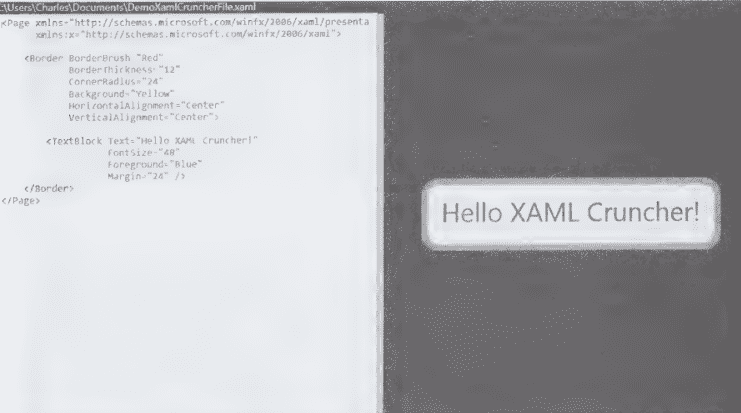 :\Users\Charles\Documents\DemoXamlCruncherFile.xaml
<Page xmlns="http://schemas.microsoft.com/winfx/2006/xaml/presenta
xmlns:x="http://schemas.microsoft.com/winfx/2006/xaml">
<Border BorderBrush="Red"
BorderThickness="12"
CornerRadius="24"
Background="Yellow"
HorizontalAlignment="Center"
VerticalAlignment="Center">
<TextBlock Text="Hello XAML Cruncher!"
FontSize="48"
Foreground="Blue"
Margin="24" />
</Border>
</Page>
Hello XAML Cruncher!